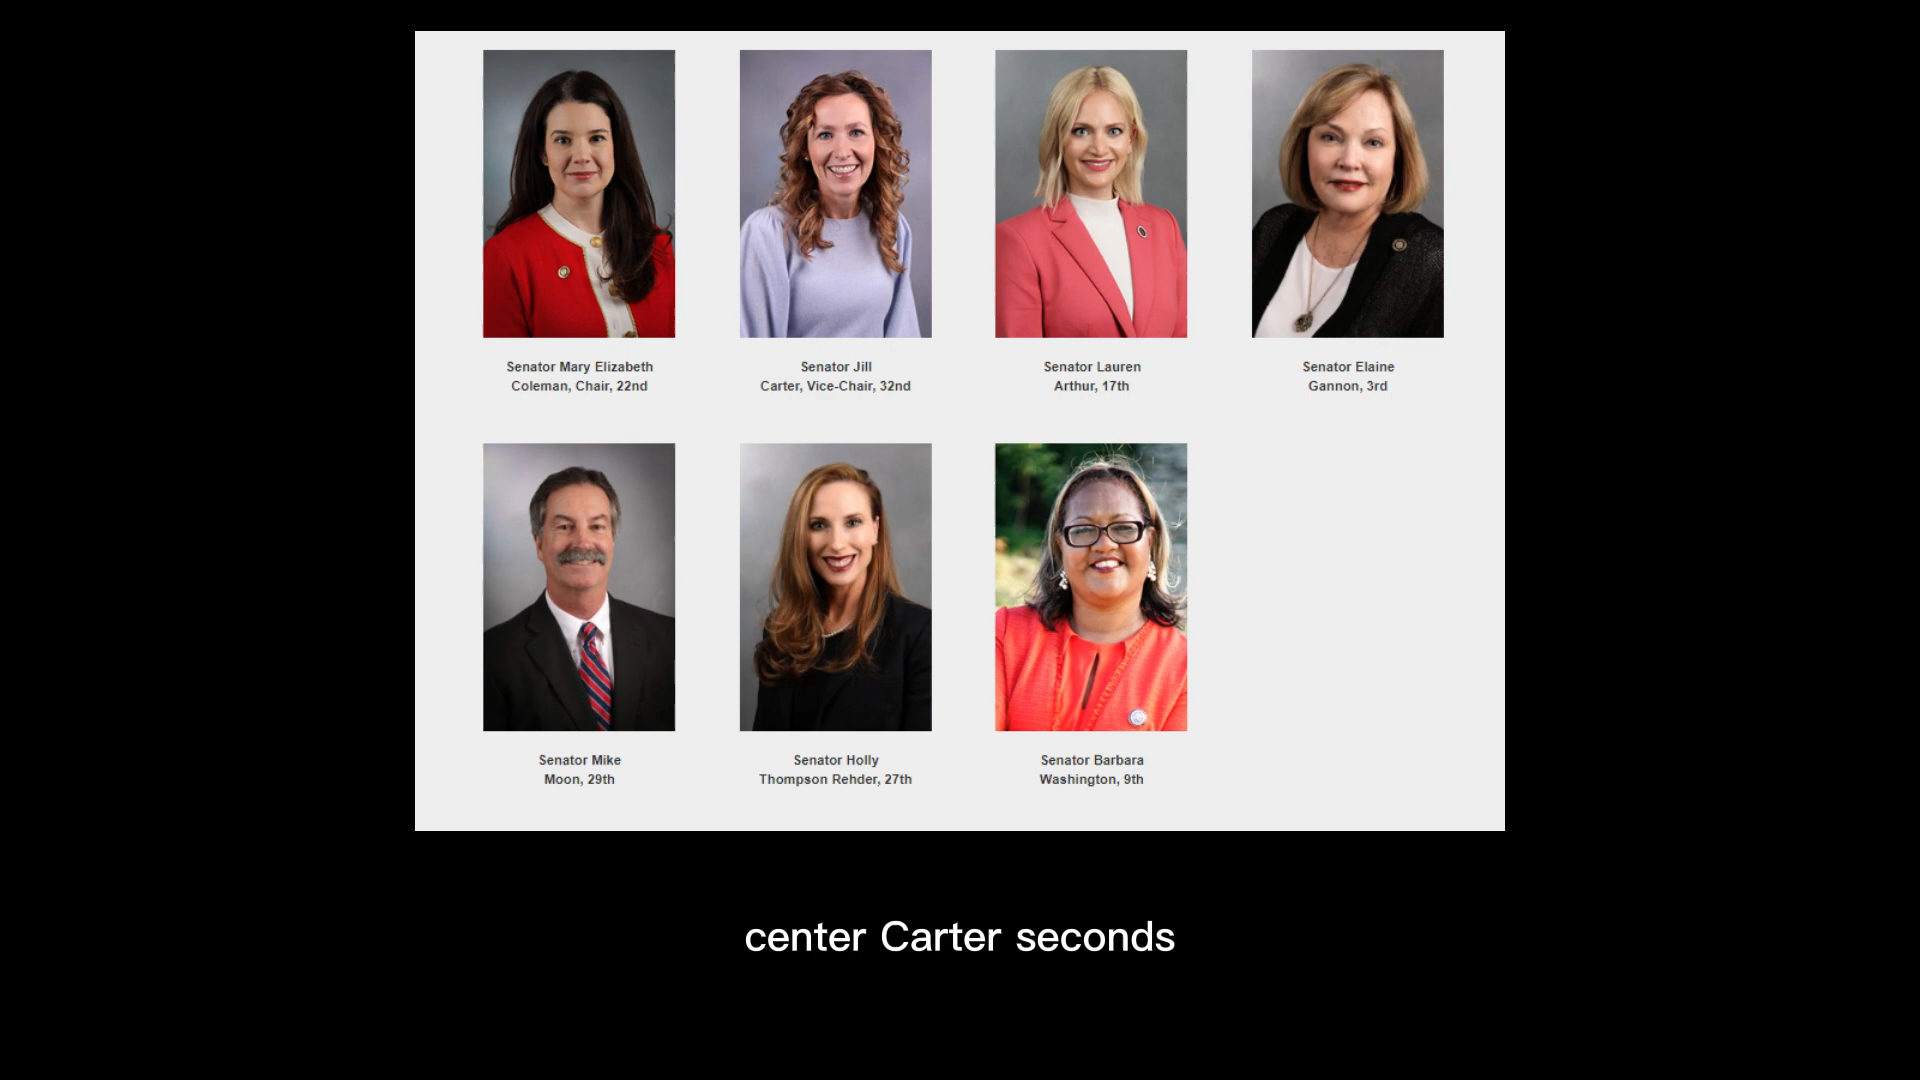 Senator Mary Elizabeth
Coleman, Chair, 22nd
Senator Jill
Carter, Vice-Chair, 32nd
Senator Lauren
Arthur, 17th
Senator Elaine
Gannon, 3rd
Senator Mike
Moon, 29th
Senator Holly
Thompson Rehder, 27th
Senator Barbara
Washington, 9th
center Carter seconds